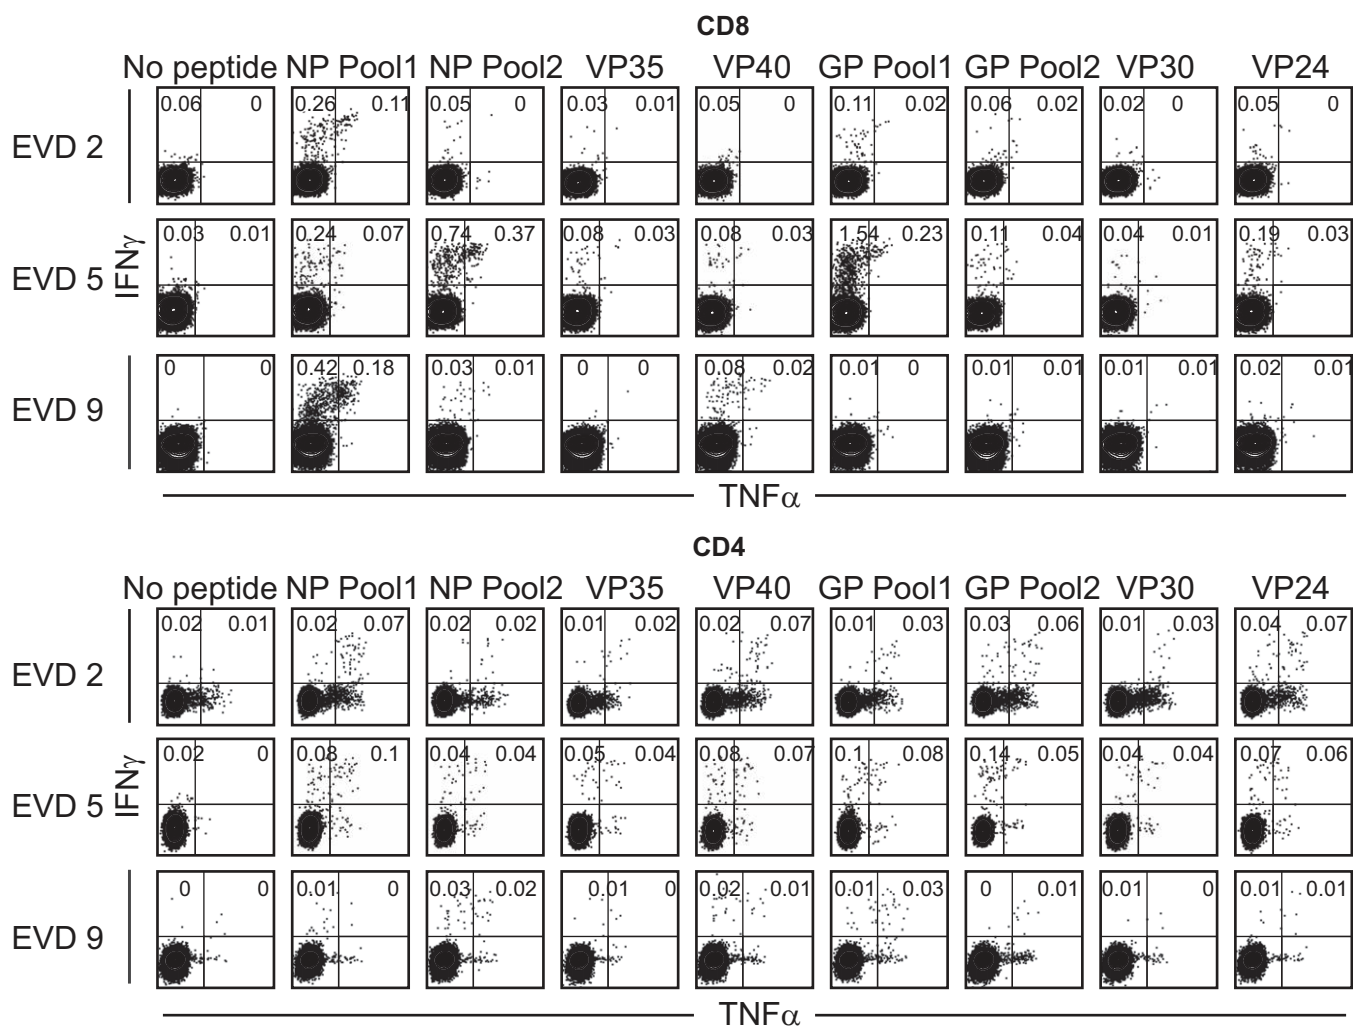 CD8
No peptide NP Pool1 NP Pool2 VP35 VP40 GP Pool1 GP Pool2 VP30 VP24
EVD 2 0.06 0 0.26 0.11 0.05 0 0.03 0.01 0.05 0 0.11 0.02 0.06 0.02 0.02 0 0.05 0
EVD 5 0.03 0.01 0.24 0.07 0.74 0.37 0.08 0.03 0.08 0.03 1.54 0.23 0.11 0.04 0.04 0.01 0.19 0.03
IFNγ
EVD 9 0 0 0.42 0.18 0.03 0.01 0 0 0.08 0.02 0.01 0 0.01 0.01 0.01 0.01 0.02 0.01
TNFα
CD4
No peptide NP Pool1 NP Pool2 VP35 VP40 GP Pool1 GP Pool2 VP30 VP24
EVD 2 0.02 0.01 0.02 0.07 0.02 0.02 0.01 0.02 0.02 0.07 0.01 0.03 0.03 0.06 0.01 0.03 0.04 0.07
EVD 5 0.02 0 0.08 0.1 0.04 0.04 0.05 0.04 0.08 0.07 0.1 0.08 0.14 0.05 0.04 0.04 0.07 0.06
IFNγ
EVD 9 0 0 0.01 0 0.03 0.02 0.01 0 0.02 0.01 0.01 0.03 0 0.01 0.01 0 0.01 0.01
TNFα